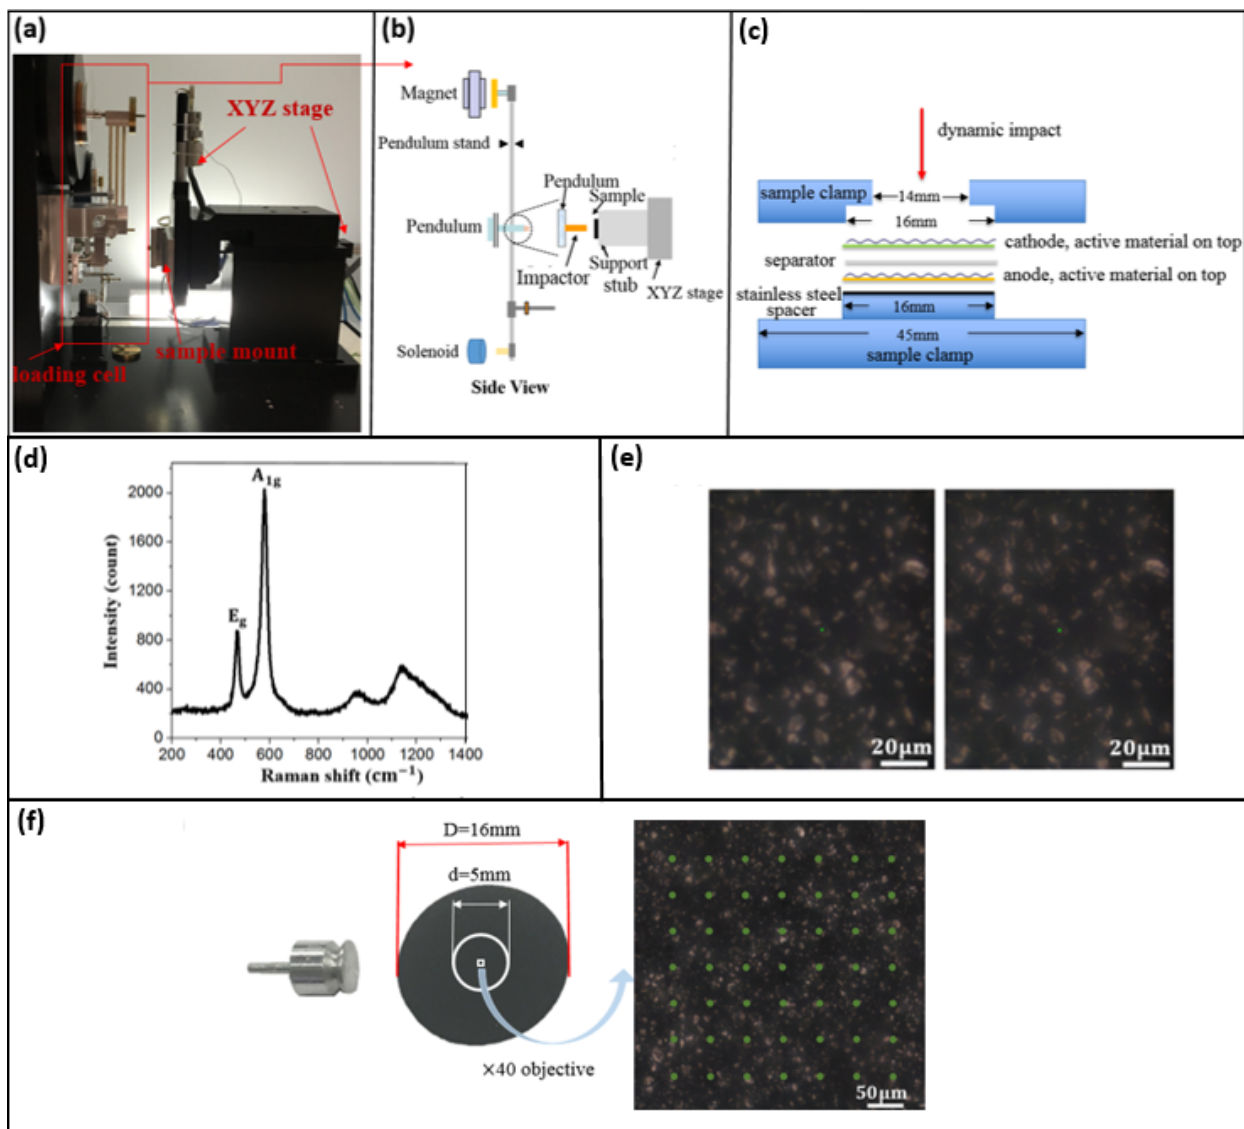 (a)
XYZ stage
sample mount
loading cell
(b)
Magnet
Pendulum stand
Pendulum
Pendulum
Sample
Impactor
Support
stub
XYZ stage
Solenoid
Side View
(c)
dynamic impact
sample clamp
14mm
16mm
cathode, active material on top
separator
anode, active material on top
stainless steel
spacer
16mm
45mm
sample clamp
(d)
A1g
Eg
2000
1600
1200
800
400
0
Intensity (count)
200 400 600 800 1000 1200 1400
Raman shift (cm⁻¹)
(e)
20μm
20μm
(f)
D=16mm
d=5mm
×40 objective
50μm